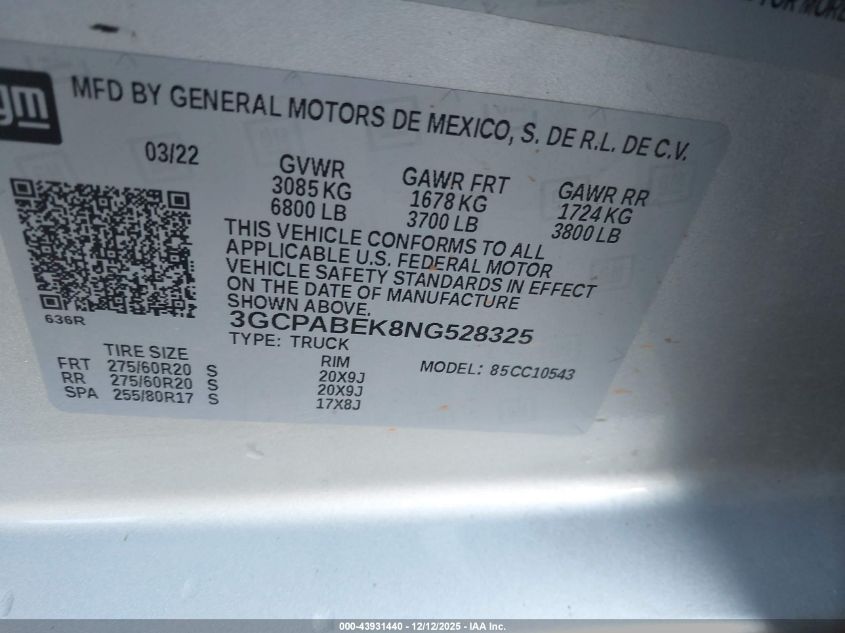 FOR MORE
gm
MFD BY GENERAL MOTORS DE MEXICO, S. DE R.L. DE C.V.
03/22
GVWR
3085 KG
6800 LB
GAWR FRT
1678 KG
3700 LB
GAWR RR
1724 KG
3800 LB
THIS VEHICLE CONFORMS TO ALL
APPLICABLE U.S. FEDERAL MOTOR
VEHICLE SAFETY STANDARDS IN EFFECT
ON THE DATE OF MANUFACTURE
SHOWN ABOVE.
636R
3GCPABEK8NG528325
TYPE: TRUCK
MODEL: 85CC10543
TIRE SIZE RIM
FRT 275/60R20 S 20X9J
RR 275/60R20 S 20X9J
SPA 255/80R17 S 17X8J
000-43931440 - 12/12/2025 - IAA Inc.